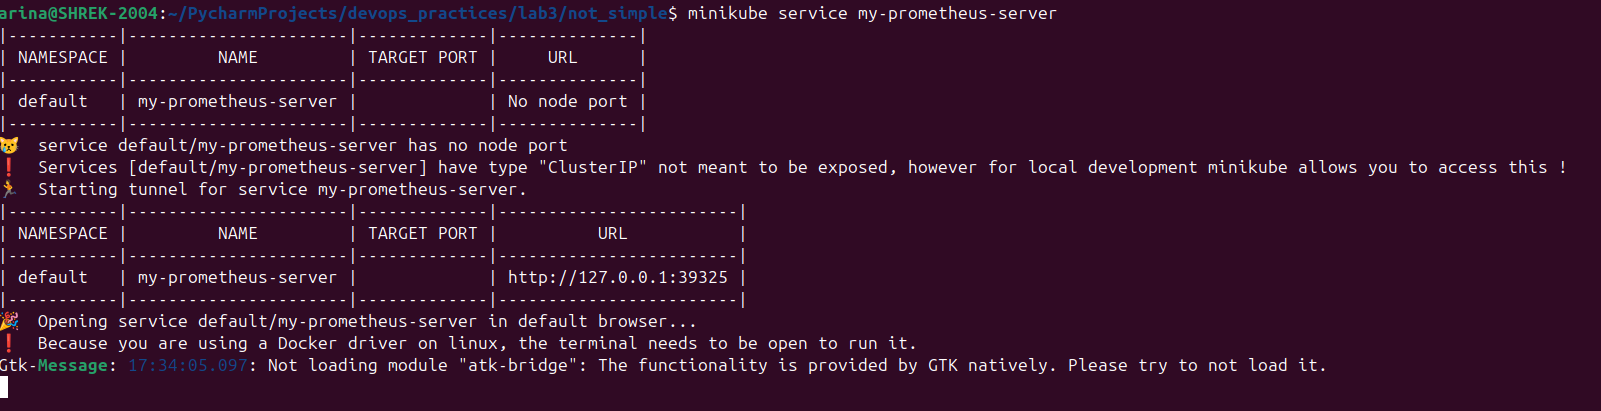 arina@SHREK-2004:~/PycharmProjects/devops_practices/lab3/not_simple$ minikube service my-prometheus-server
|-----------|----------------------|-------------|--------------|
| NAMESPACE |         NAME         | TARGET PORT |     URL      |
|-----------|----------------------|-------------|--------------|
| default   | my-prometheus-server |             | No node port |
|-----------|----------------------|-------------|--------------|
😿  service default/my-prometheus-server has no node port
❗  Services [default/my-prometheus-server] have type "ClusterIP" not meant to be exposed, however for local development minikube allows you to access this !
🏃  Starting tunnel for service my-prometheus-server.
|-----------|----------------------|-------------|------------------------|
| NAMESPACE |         NAME         | TARGET PORT |          URL           |
|-----------|----------------------|-------------|------------------------|
| default   | my-prometheus-server |             | http://127.0.0.1:39325 |
|-----------|----------------------|-------------|------------------------|
🎉  Opening service default/my-prometheus-server in default browser...
❗  Because you are using a Docker driver on linux, the terminal needs to be open to run it.
Gtk-Message: 17:34:05.097: Not loading module "atk-bridge": The functionality is provided by GTK natively. Please try to not load it.